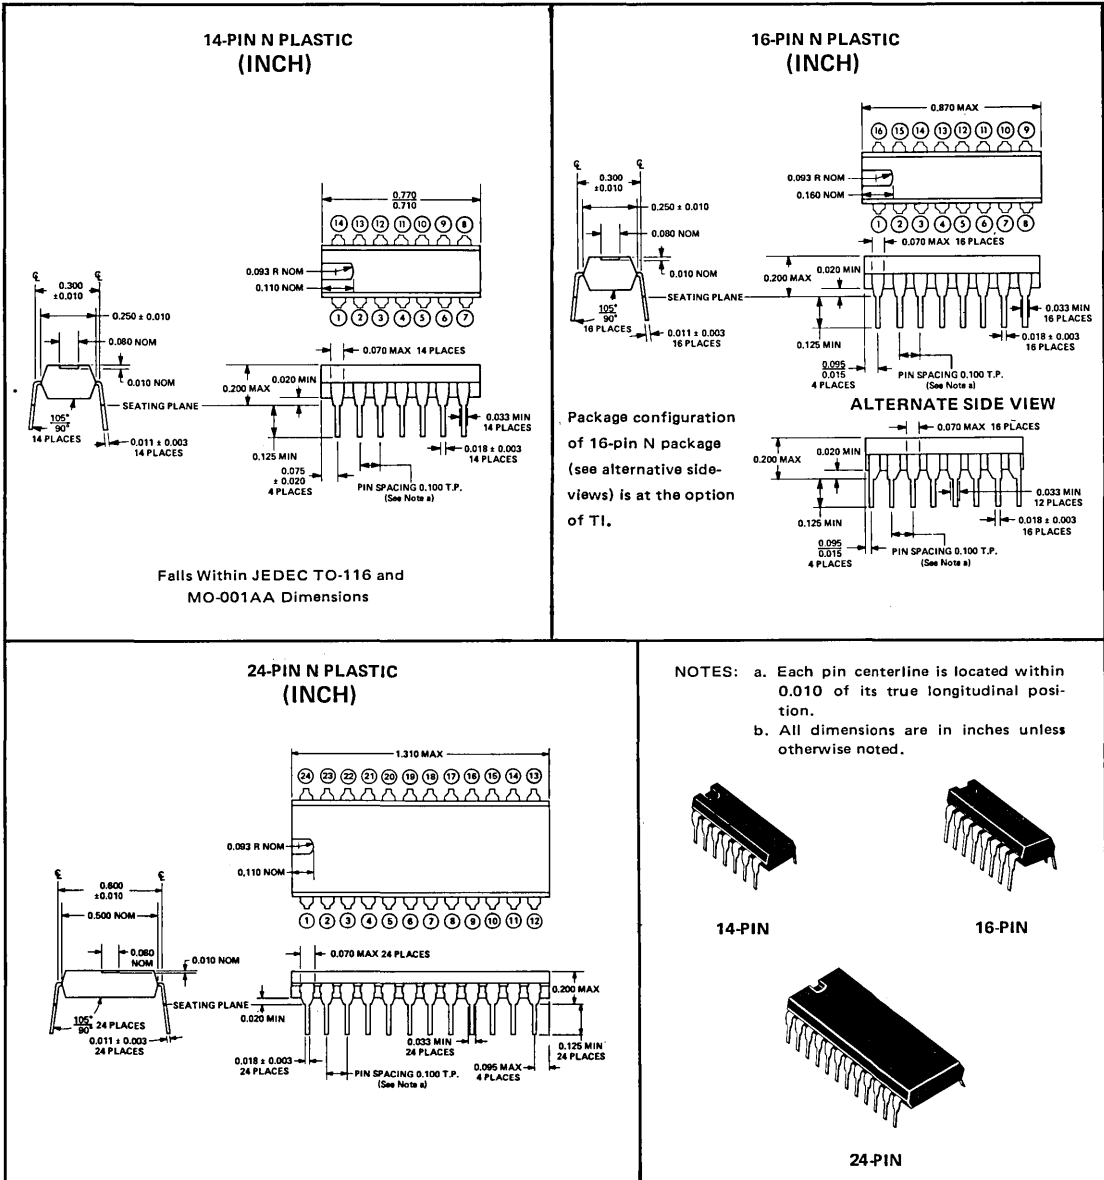 14-PIN N PLASTIC
(INCH)
0.770
0.710
14 13 12 11 10 9 8
0.093 R NOM
0.110 NOM
1 2 3 4 5 6 7
℄ ℄
0.300
±0.010
0.250 ± 0.010
0.080 NOM
0.010 NOM
105°
90°
14 PLACES
0.011 ± 0.003
14 PLACES
0.070 MAX 14 PLACES
0.020 MIN
0.200 MAX
SEATING PLANE
0.033 MIN
14 PLACES
0.018 ± 0.003
14 PLACES
0.125 MIN
0.075
± 0.020
4 PLACES
PIN SPACING 0.100 T.P.
(See Note a)
Falls Within JEDEC TO-116 and
MO-001AA Dimensions
16-PIN N PLASTIC
(INCH)
0.870 MAX
16 15 14 13 12 11 10 9
0.093 R NOM
0.160 NOM
1 2 3 4 5 6 7 8
℄ ℄
0.300
±0.010
0.250 ± 0.010
0.080 NOM
0.010 NOM
105°
90°
16 PLACES
0.011 ± 0.003
16 PLACES
0.070 MAX 16 PLACES
0.020 MIN
0.200 MAX
SEATING PLANE
0.033 MIN
16 PLACES
0.018 ± 0.003
16 PLACES
0.125 MIN
0.095
0.015
4 PLACES
PIN SPACING 0.100 T.P.
(See Note a)
ALTERNATE SIDE VIEW
0.070 MAX 16 PLACES
0.020 MIN
0.200 MAX
0.033 MIN
12 PLACES
0.018 ± 0.003
16 PLACES
0.125 MIN
0.095
0.015
4 PLACES
PIN SPACING 0.100 T.P.
(See Note a)
Package configuration
of 16-pin N package
(see alternative side-
views) is at the option
of TI.
24-PIN N PLASTIC
(INCH)
1.310 MAX
24 23 22 21 20 19 18 17 16 15 14 13
0.093 R NOM
0.110 NOM
1 2 3 4 5 6 7 8 9 10 11 12
℄ ℄
0.600
±0.010
0.500 NOM
0.080
NOM
0.010 NOM
105°
90° 24 PLACES
0.011 ± 0.003
24 PLACES
0.070 MAX 24 PLACES
0.200 MAX
SEATING PLANE
0.020 MIN
0.033 MIN
24 PLACES
0.125 MIN
24 PLACES
0.018 ± 0.003
24 PLACES
0.095 MAX
4 PLACES
PIN SPACING 0.100 T.P.
(See Note a)
NOTES: a. Each pin centerline is located within
0.010 of its true longitudinal posi-
tion.
b. All dimensions are in inches unless
otherwise noted.
14-PIN
16-PIN
24-PIN